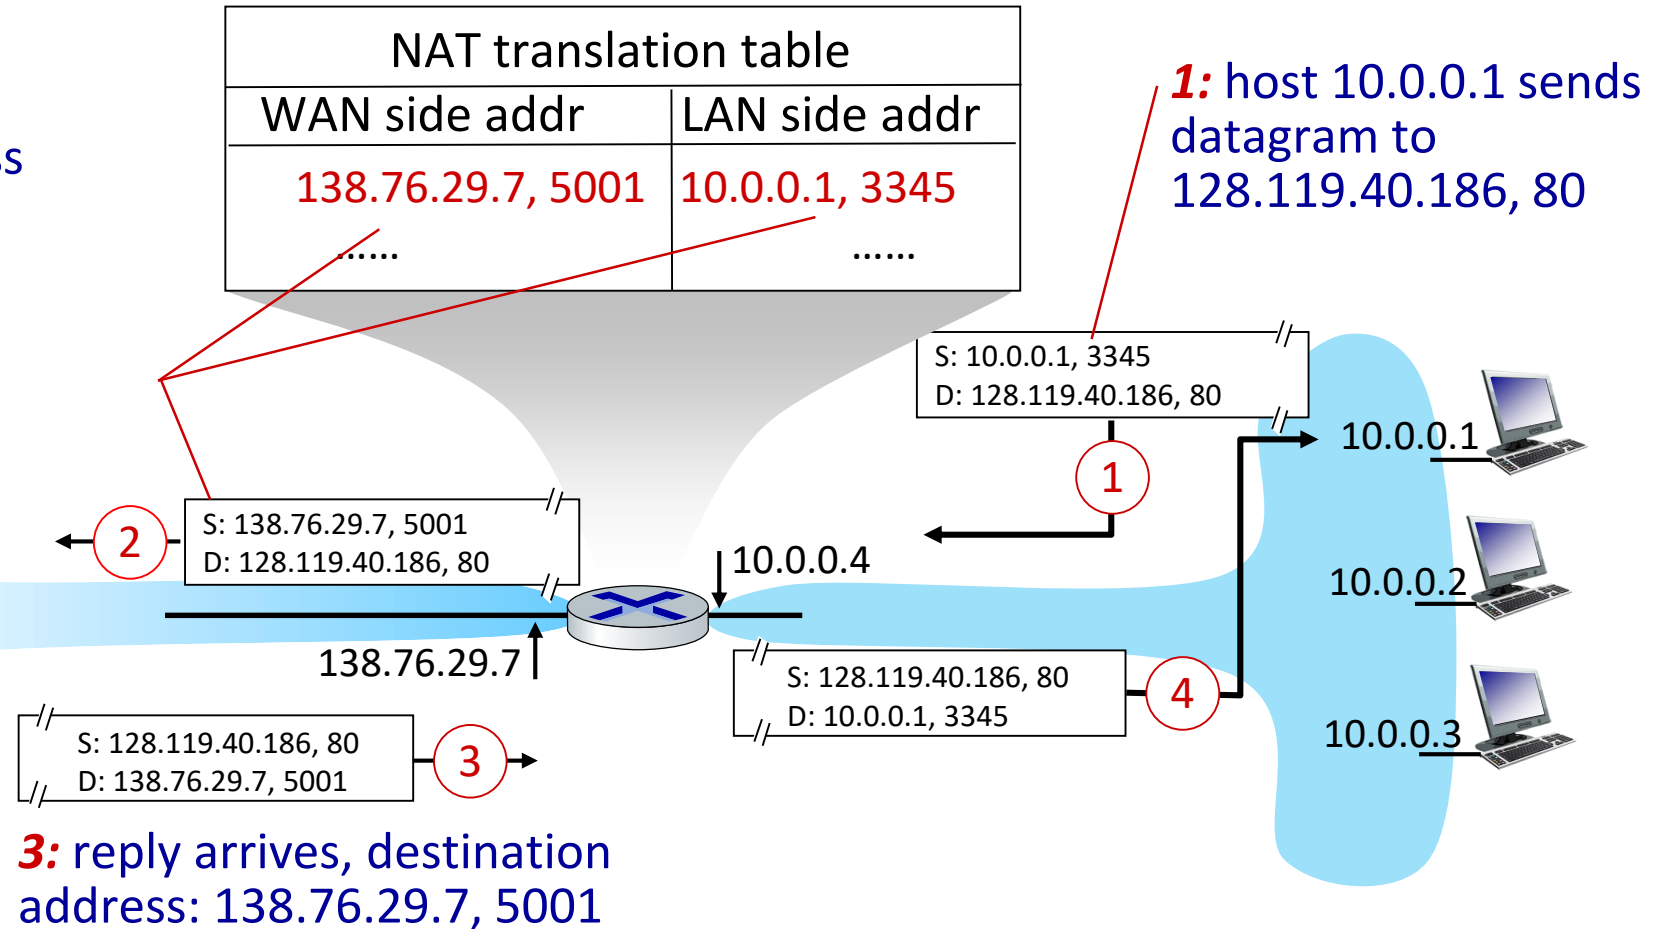 NAT translation table
WAN side addr
LAN side addr
138.76.29.7, 5001
10.0.0.1, 3345
……
……
1: host 10.0.0.1 sends
datagram to
128.119.40.186, 80
S: 10.0.0.1, 3345
D: 128.119.40.186, 80
1
10.0.0.1
2
S: 138.76.29.7, 5001
D: 128.119.40.186, 80
10.0.0.4
10.0.0.2
138.76.29.7
S: 128.119.40.186, 80
D: 10.0.0.1, 3345
4
10.0.0.3
S: 128.119.40.186, 80
D: 138.76.29.7, 5001
3
3: reply arrives, destination
address: 138.76.29.7, 5001